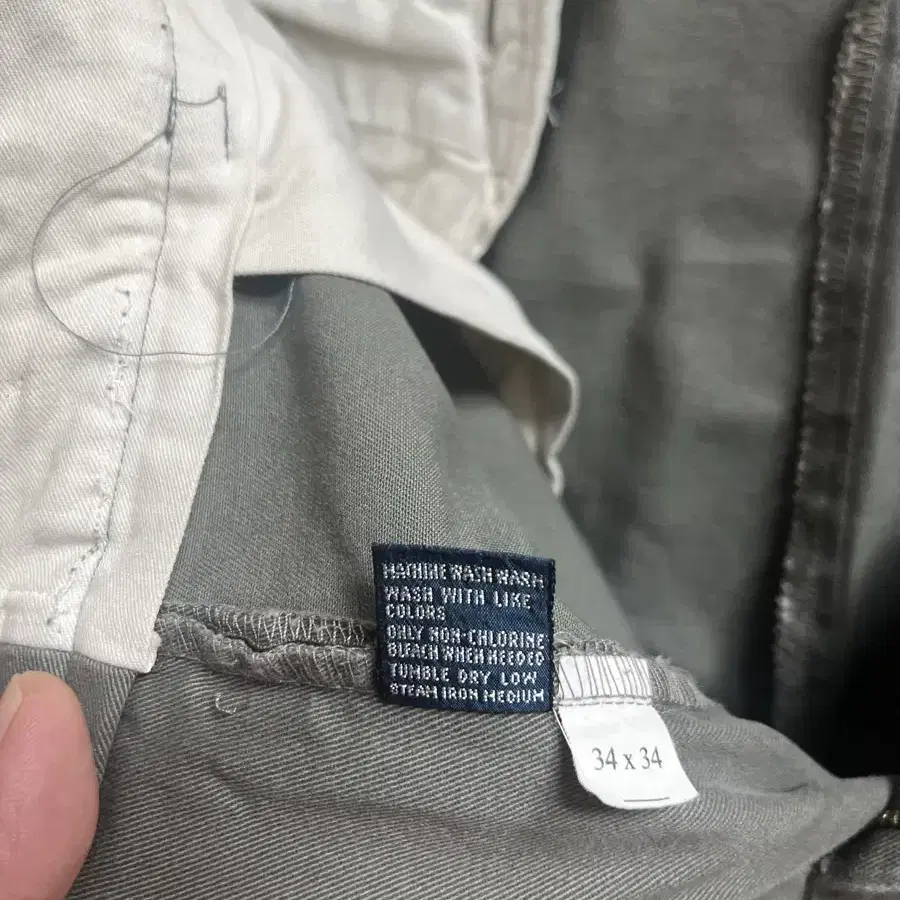 MACHINE WASH WARM
WASH WITH LIKE
COLORS
ONLY NON-CHLORINE
BLEACH WHEN NEEDED
TUMBLE DRY LOW
STEAM IRON MEDIUM
34 x 34